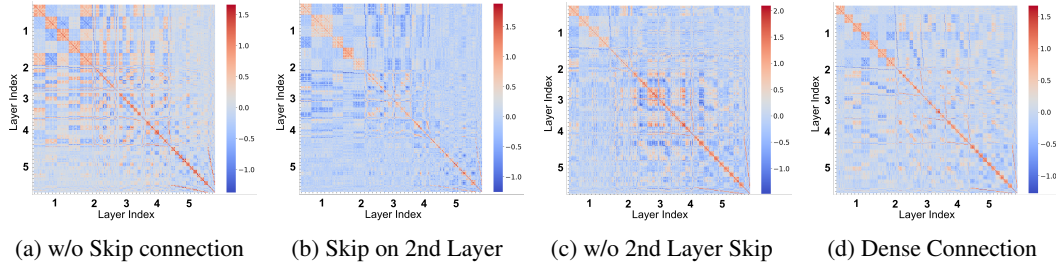 1.5
1.0
0.5
0.0
−0.5
−1.0
1
2
3
4
5
Layer Index
1 2 3 4 5
Layer Index
(a) w/o Skip connection
1.5
1.0
0.5
0.0
−0.5
−1.0
1
2
3
4
5
Layer Index
1 2 3 4 5
Layer Index
(b) Skip on 2nd Layer
2.0
1.5
1.0
0.5
0.0
−0.5
−1.0
1
2
3
4
5
Layer Index
1 2 3 4 5
Layer Index
(c) w/o 2nd Layer Skip
1.5
1.0
0.5
0.0
−0.5
−1.0
1
2
3
4
5
Layer Index
1 2 3 4 5
Layer Index
(d) Dense Connection